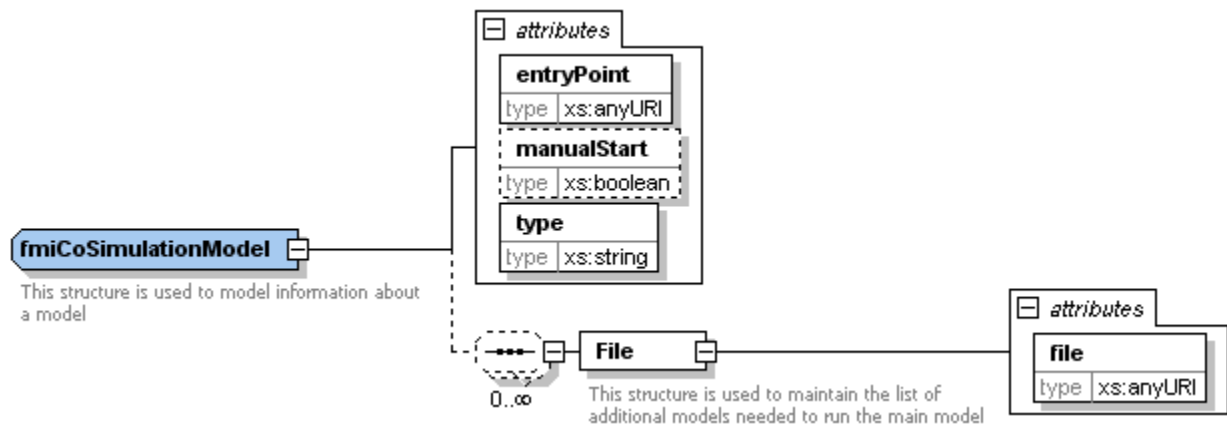 attributes
entryPoint
type xs:anyURI
manualStart
type xs:boolean
type
type xs:string
fmiCoSimulationModel
This structure is used to model information about
a model
0..∞
File
This structure is used to maintain the list of
additional models needed to run the main model
attributes
file
type xs:anyURI